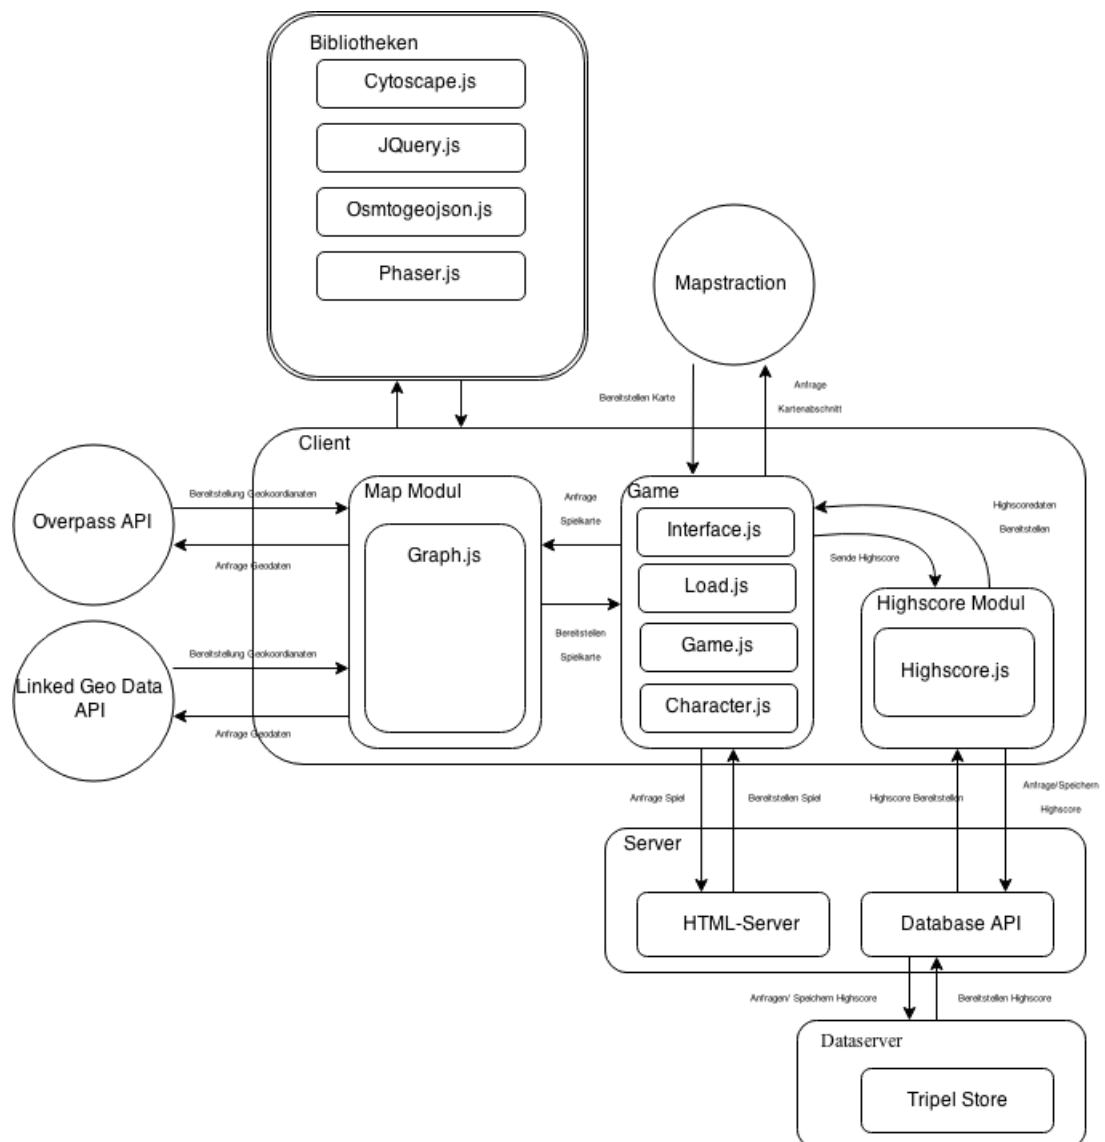 Bibliotheken
Cytoscape.js
JQuery.js
Osmtogeojson.js
Phaser.js
Mapstraction
Bereitstellen Karte
Anfrage
Kartenabschnitt
Client
Overpass API
Bereitstellung Geokoordianaten
Anfrage Geodaten
Linked Geo Data
API
Bereitstellung Geokoordianaten
Anfrage Geodaten
Map Modul
Graph.js
Anfrage
Spielkarte
Bereitstellen
Spielkarte
Game
Interface.js
Load.js
Game.js
Character.js
Highscoredaten
Bereitstellen
Sende Highscore
Highscore Modul
Highscore.js
Anfrage Spiel
Bereitstellen Spiel
Highscore Bereitstellen
Anfrage/Speichern
Highscore
Server
HTML-Server
Database API
Anfragen/ Speichern Highscore
Bereitstellen Highscore
Dataserver
Tripel Store